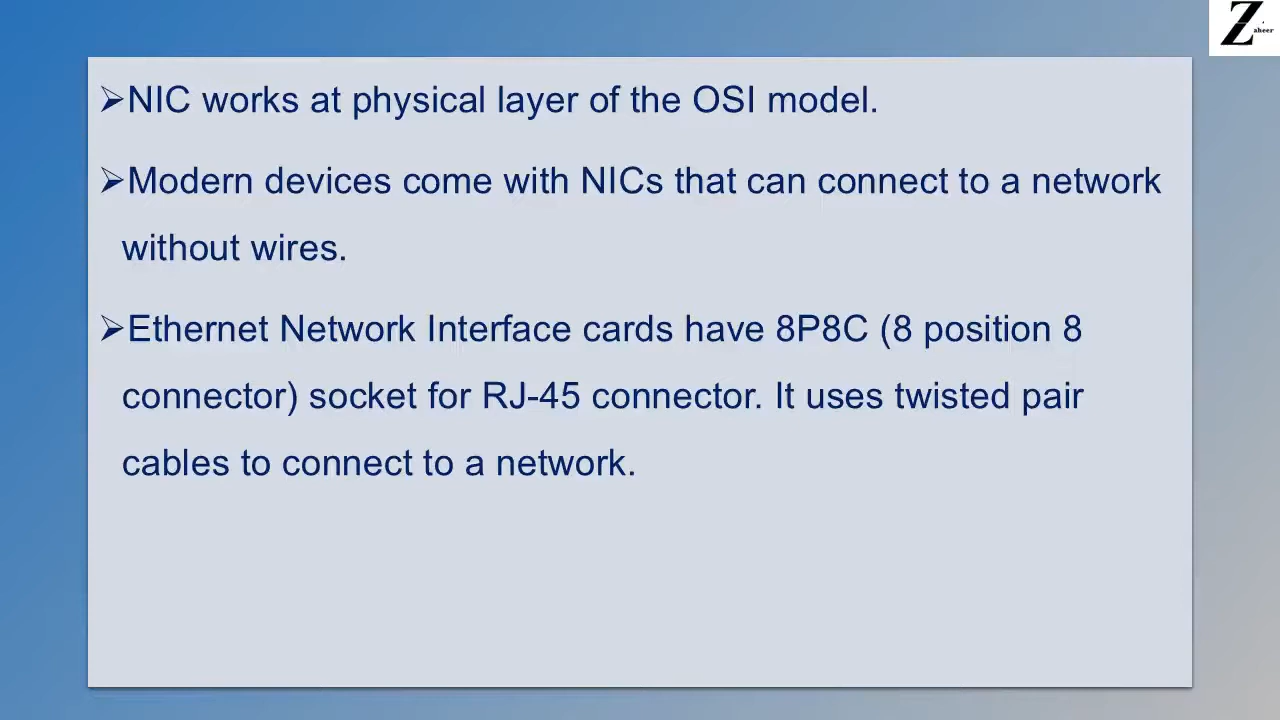 Z
aheer
➢NIC works at physical layer of the OSI model.
➢Modern devices come with NICs that can connect to a network
without wires.
➢Ethernet Network Interface cards have 8P8C (8 position 8
connector) socket for RJ-45 connector. It uses twisted pair
cables to connect to a network.